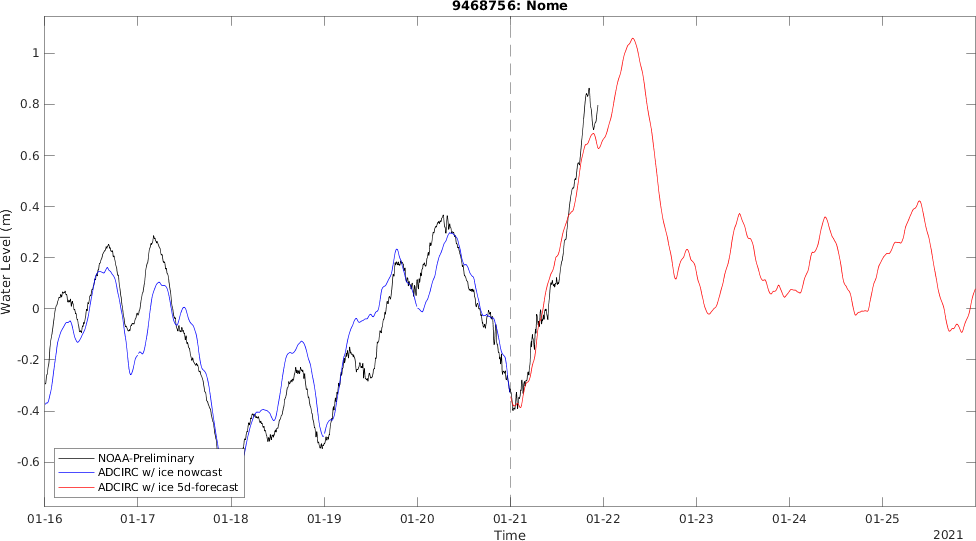 9468756: Nome
1
0.8
0.6
0.4
0.2
0
-0.2
-0.4
-0.6
Water Level (m)
NOAA-Preliminary
ADCIRC w/ ice nowcast
ADCIRC w/ ice 5d-forecast
01-16 01-17 01-18 01-19 01-20 01-21 01-22 01-23 01-24 01-25
Time
2021